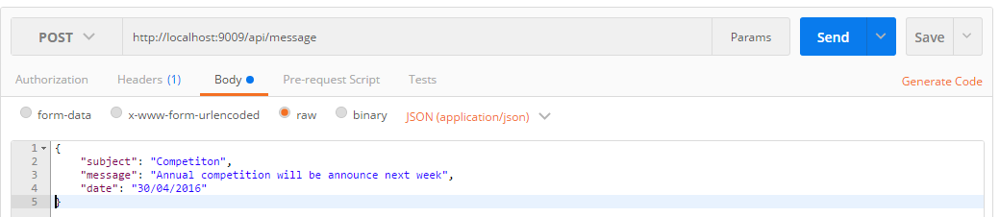 POST http://localhost:9009/api/message Params Send Save
Authorization Headers (1) Body Pre-request Script Tests Generate Code
form-data x-www-form-urlencoded raw binary JSON (application/json)
1 {
2 "subject": "Competiton",
3 "message": "Annual competition will be announce next week",
4 "date": "30/04/2016"
5 }